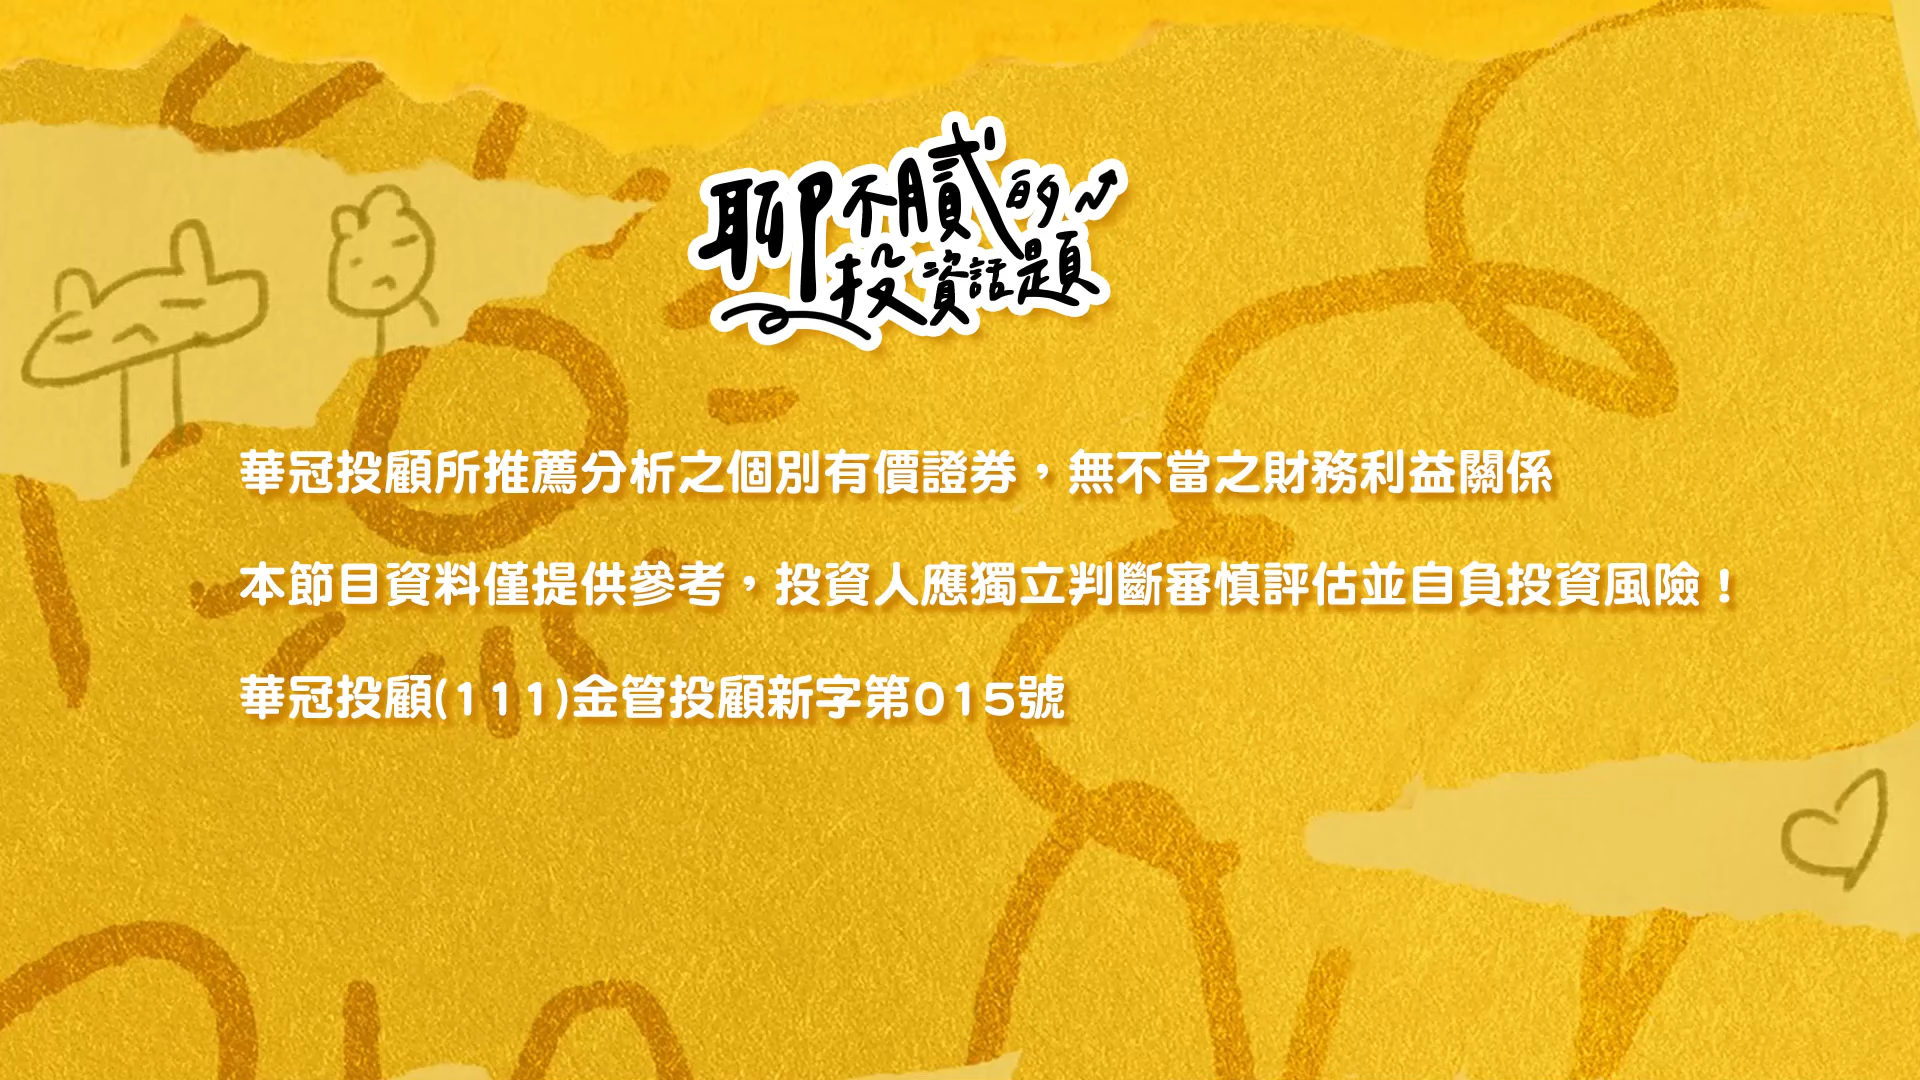 聊不膩的
投資話題
華冠投顧所推薦分析之個別有價證券，無不當之財務利益關係
本節目資料僅提供參考，投資人應獨立判斷審慎評估並自負投資風險！
華冠投顧(111)金管投顧新字第015號